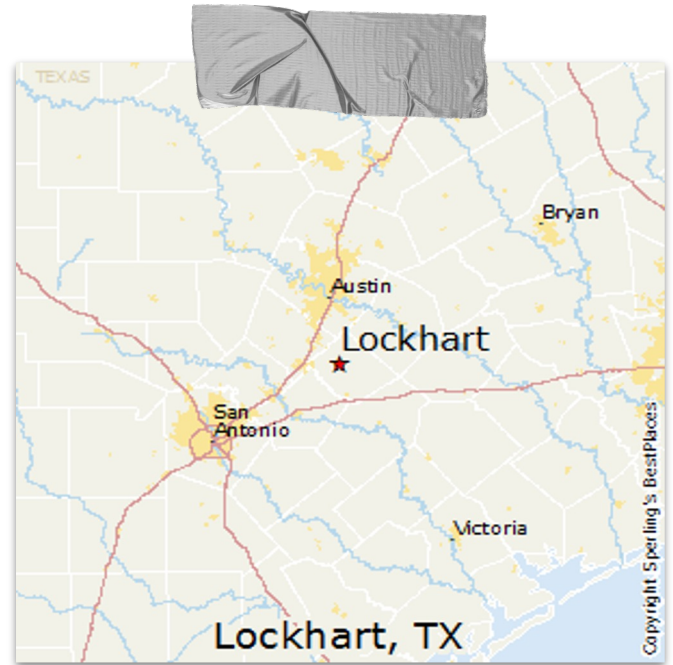 TEXAS
Bryan
Austin
Lockhart
San
Antonio
Victoria
Lockhart, TX
Copyright Sperling's BestPlaces